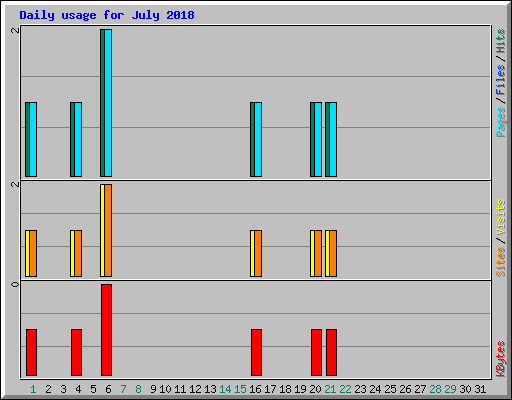 Daily usage for July 2018
2
Pages / Files / Hits
2
Sites / Visits
0
KBytes
1 2 3 4 5 6 7 8 9 10 11 12 13 14 15 16 17 18 19 20 21 22 23 24 25 26 27 28 29 30 31